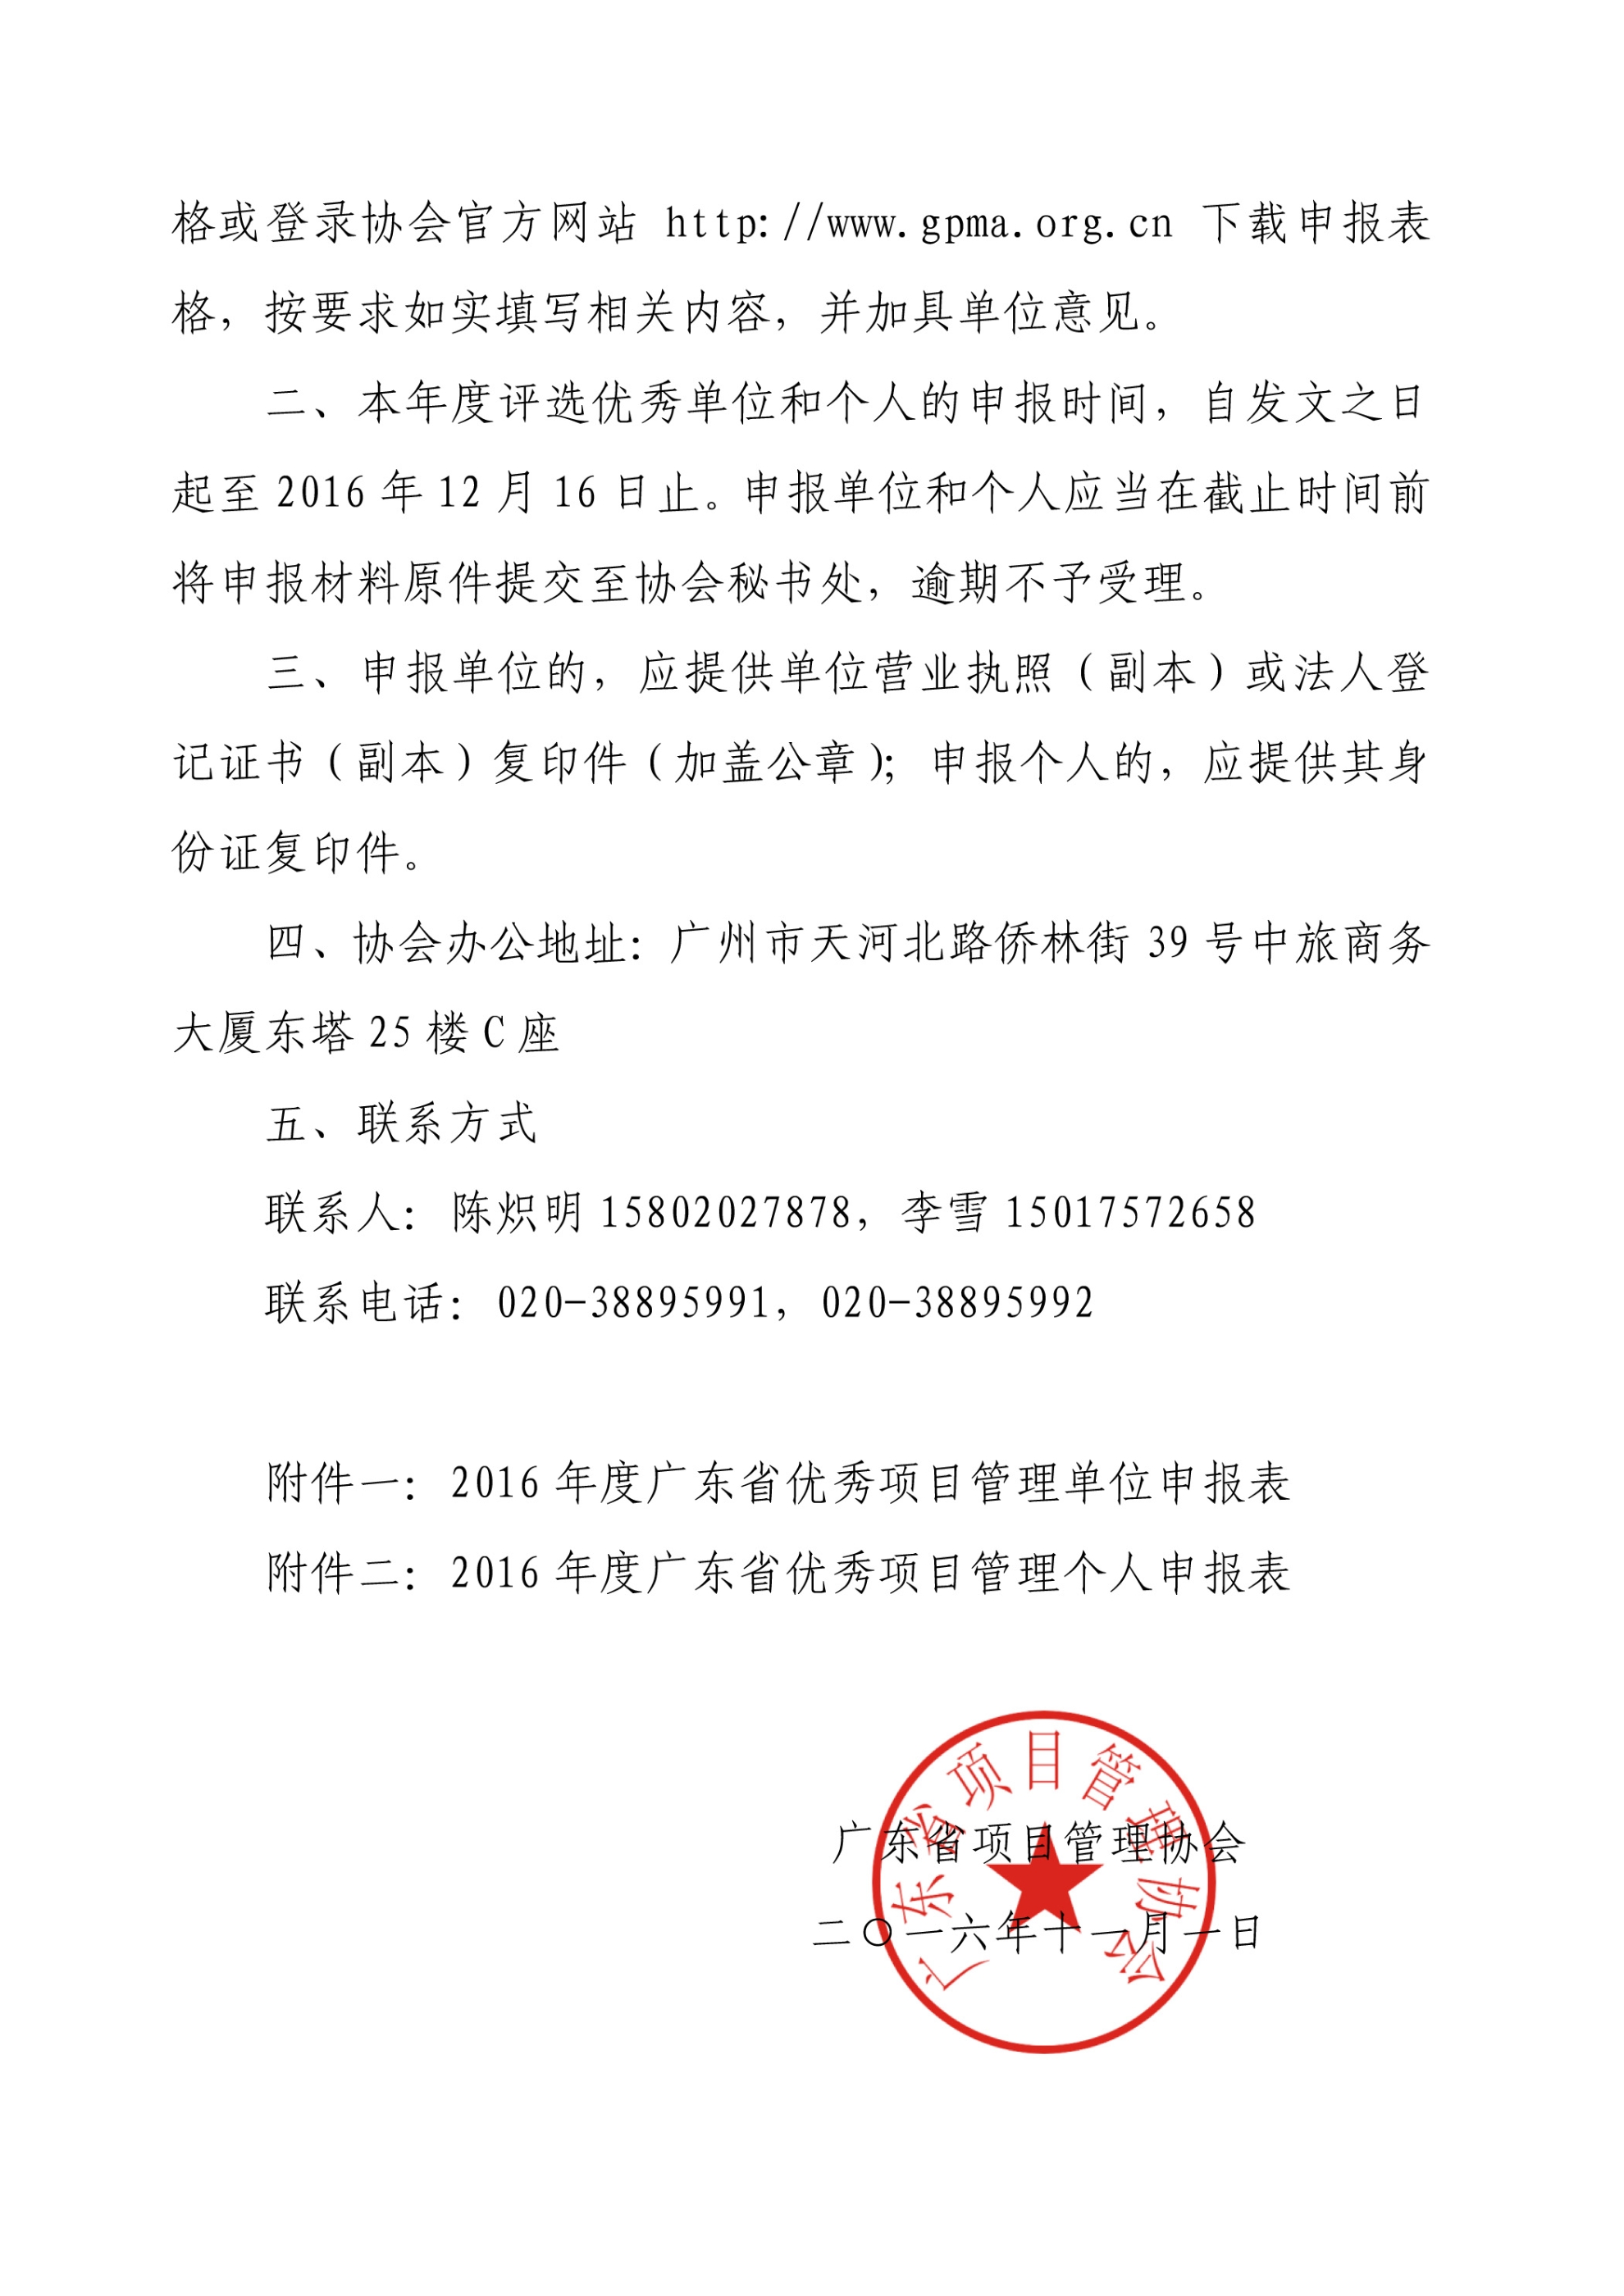 格或登录协会官方网站 http://www.gpma.org.cn 下载申报表
格，按要求如实填写相关内容，并加具单位意见。
二、本年度评选优秀单位和个人的申报时间，自发文之日
起至 2016 年 12 月 16 日止。申报单位和个人应当在截止时间前
将申报材料原件提交至协会秘书处，逾期不予受理。
三、申报单位的，应提供单位营业执照（副本）或法人登
记证书（副本）复印件（加盖公章）；申报个人的，应提供其身
份证复印件。
四、协会办公地址：广州市天河北路侨林街 39 号中旅商务
大厦东塔 25 楼 C 座
五、联系方式
联系人：陈炽明 15802027878，李雪 15017572658
联系电话：020-38895991，020-38895992
附件一：2016 年度广东省优秀项目管理单位申报表
附件二：2016 年度广东省优秀项目管理个人申报表
广东省项目管理协会
广东省项目管理协会
二〇一六年十一月一日